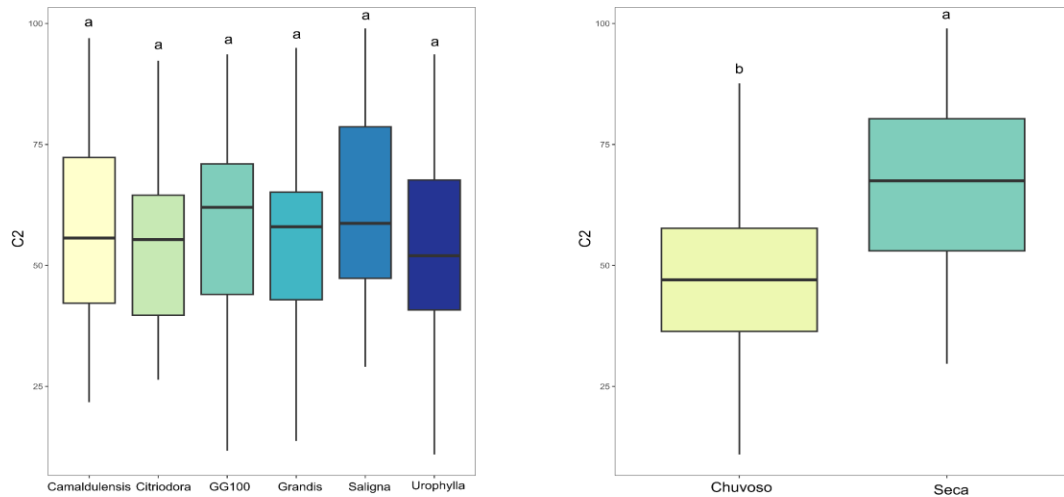 a a a a a a
100
75
C2
50
25
Camaldulensis Citriodora GG100 Grandis Saligna Urophylla
a
b
100
75
C2
50
25
Chuvoso Seca